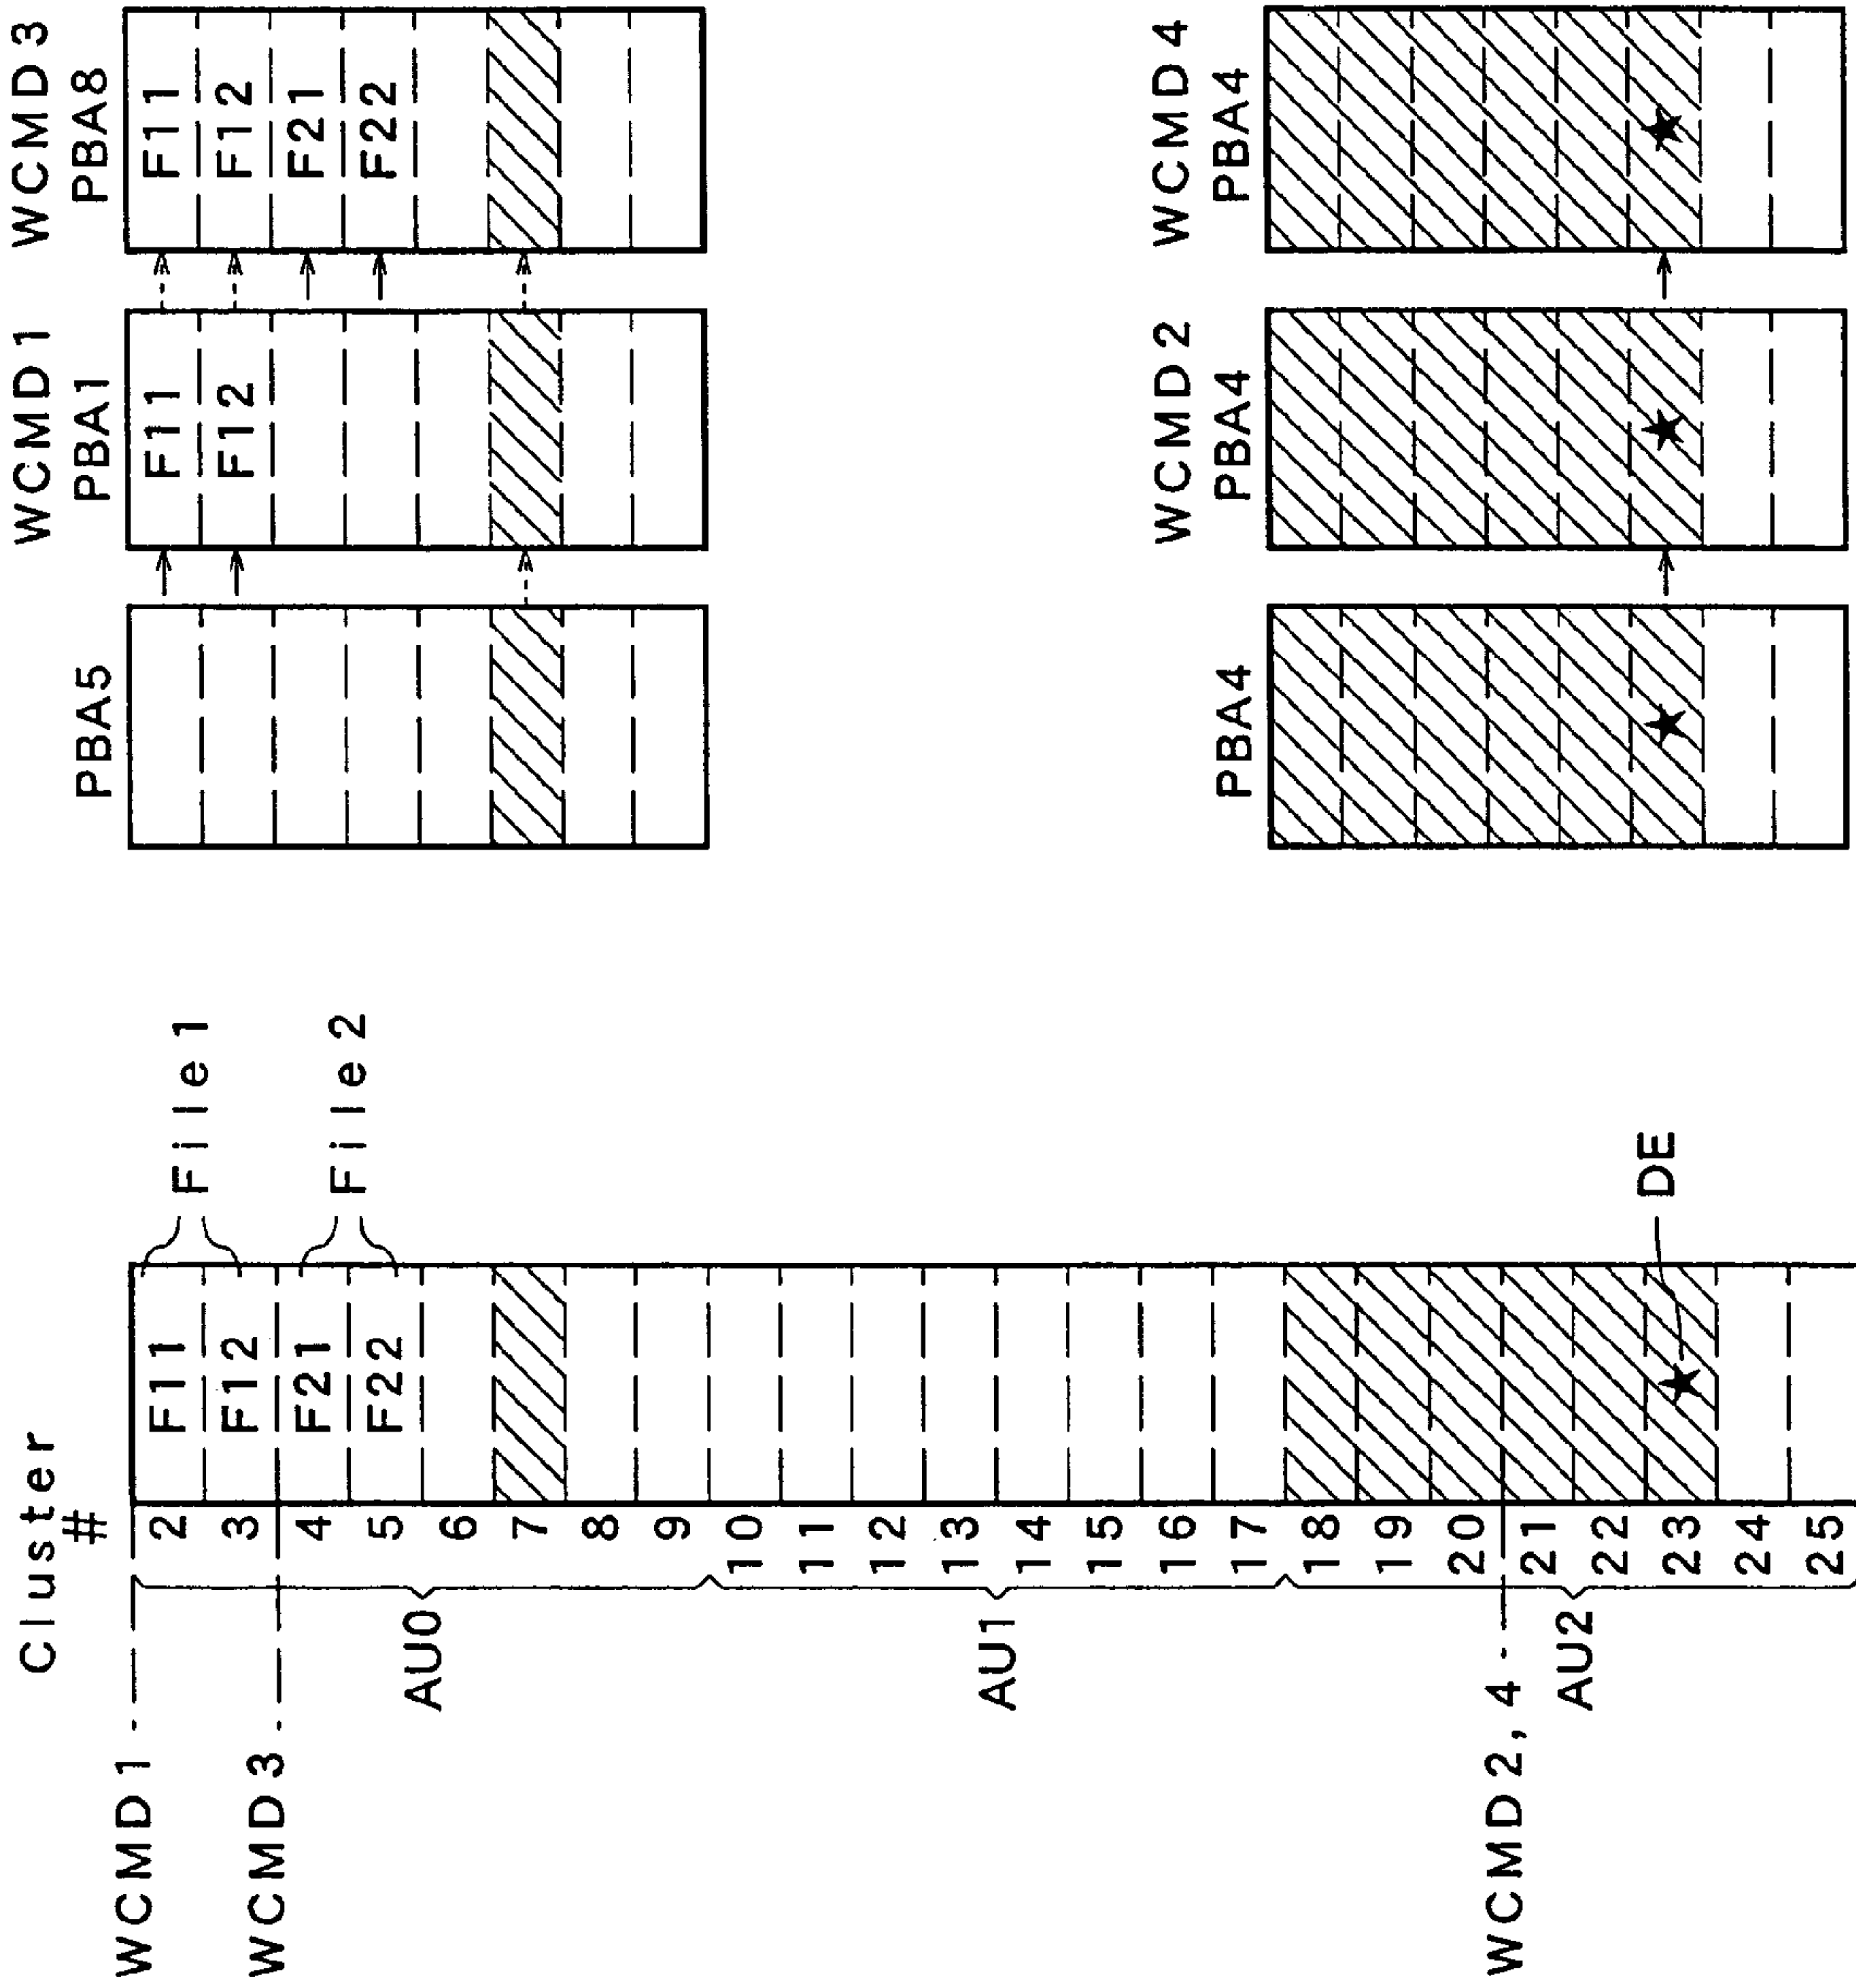 WCMD1
WCMD3
WCMD2, 4
Cluster
#
AU0
AU1
AU2
2
3
4
5
6
7
8
9
10
11
12
13
14
15
16
17
18
19
20
21
22
23
24
25
F11
F12
F21
F22
File1
File2
DE
PBA5
WCMD1
PBA1
F11
F12
WCMD3
PBA8
F11
F12
F21
F22
PBA4
WCMD2
PBA4
WCMD4
PBA4